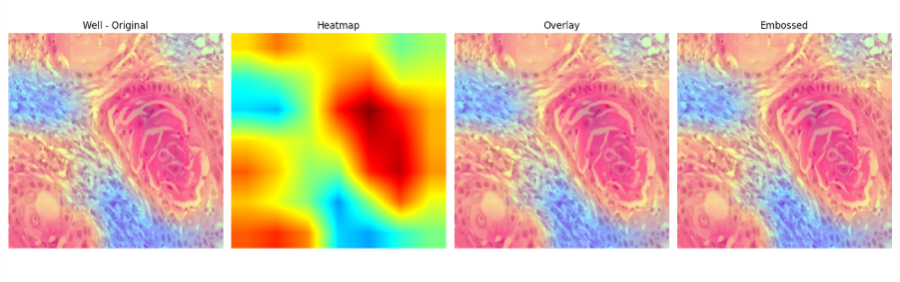 Well - Original
Heatmap
Overlay
Embossed